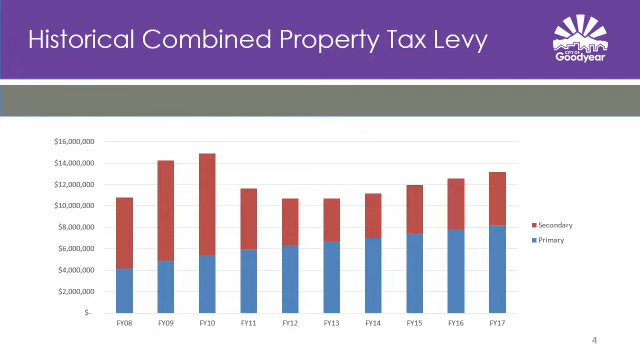 Historical Combined Property Tax Levy
CITY OF
Goodyear
$16,000,000
$14,000,000
$12,000,000
$10,000,000
$8,000,000
$6,000,000
$4,000,000
$2,000,000
$-
FY08 FY09 FY10 FY11 FY12 FY13 FY14 FY15 FY16 FY17
Secondary
Primary
4